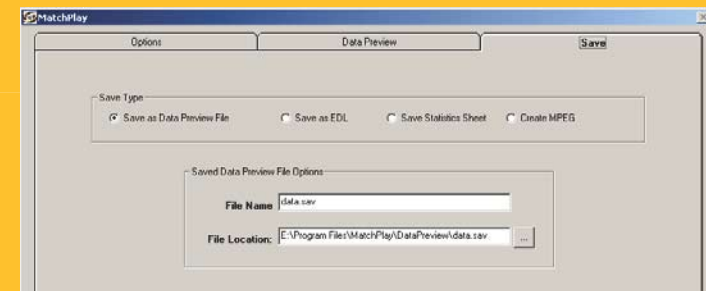 MatchPlay
Options
Data Preview
Save
Save Type
Save as Data Preview File
Save as EDL
Save Statistics Sheet
Create MPEG
Saved Data Preview File Options
File Name
data.sav
File Location:
E:\Program Files\MatchPlay\DataPreview\data.sav
...